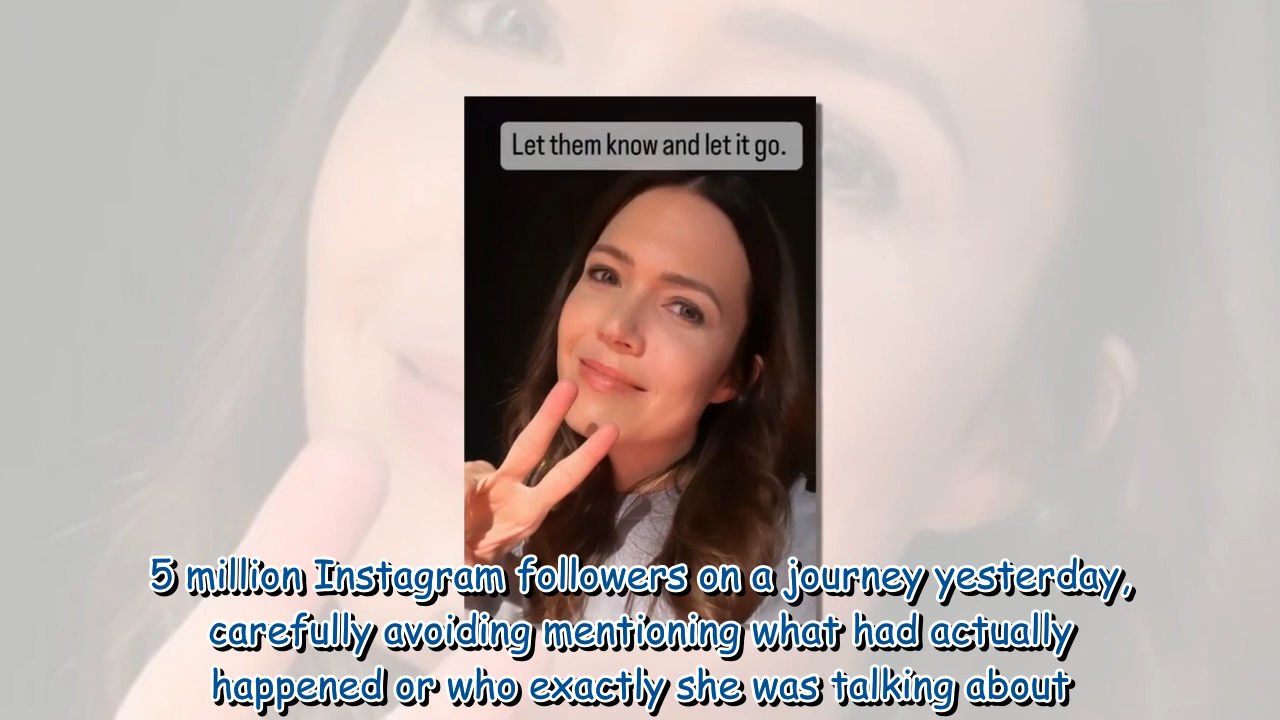 Let them know and let it go.
5 million Instagram followers on a journey yesterday,
carefully avoiding mentioning what had actually
happened or who exactly she was talking about